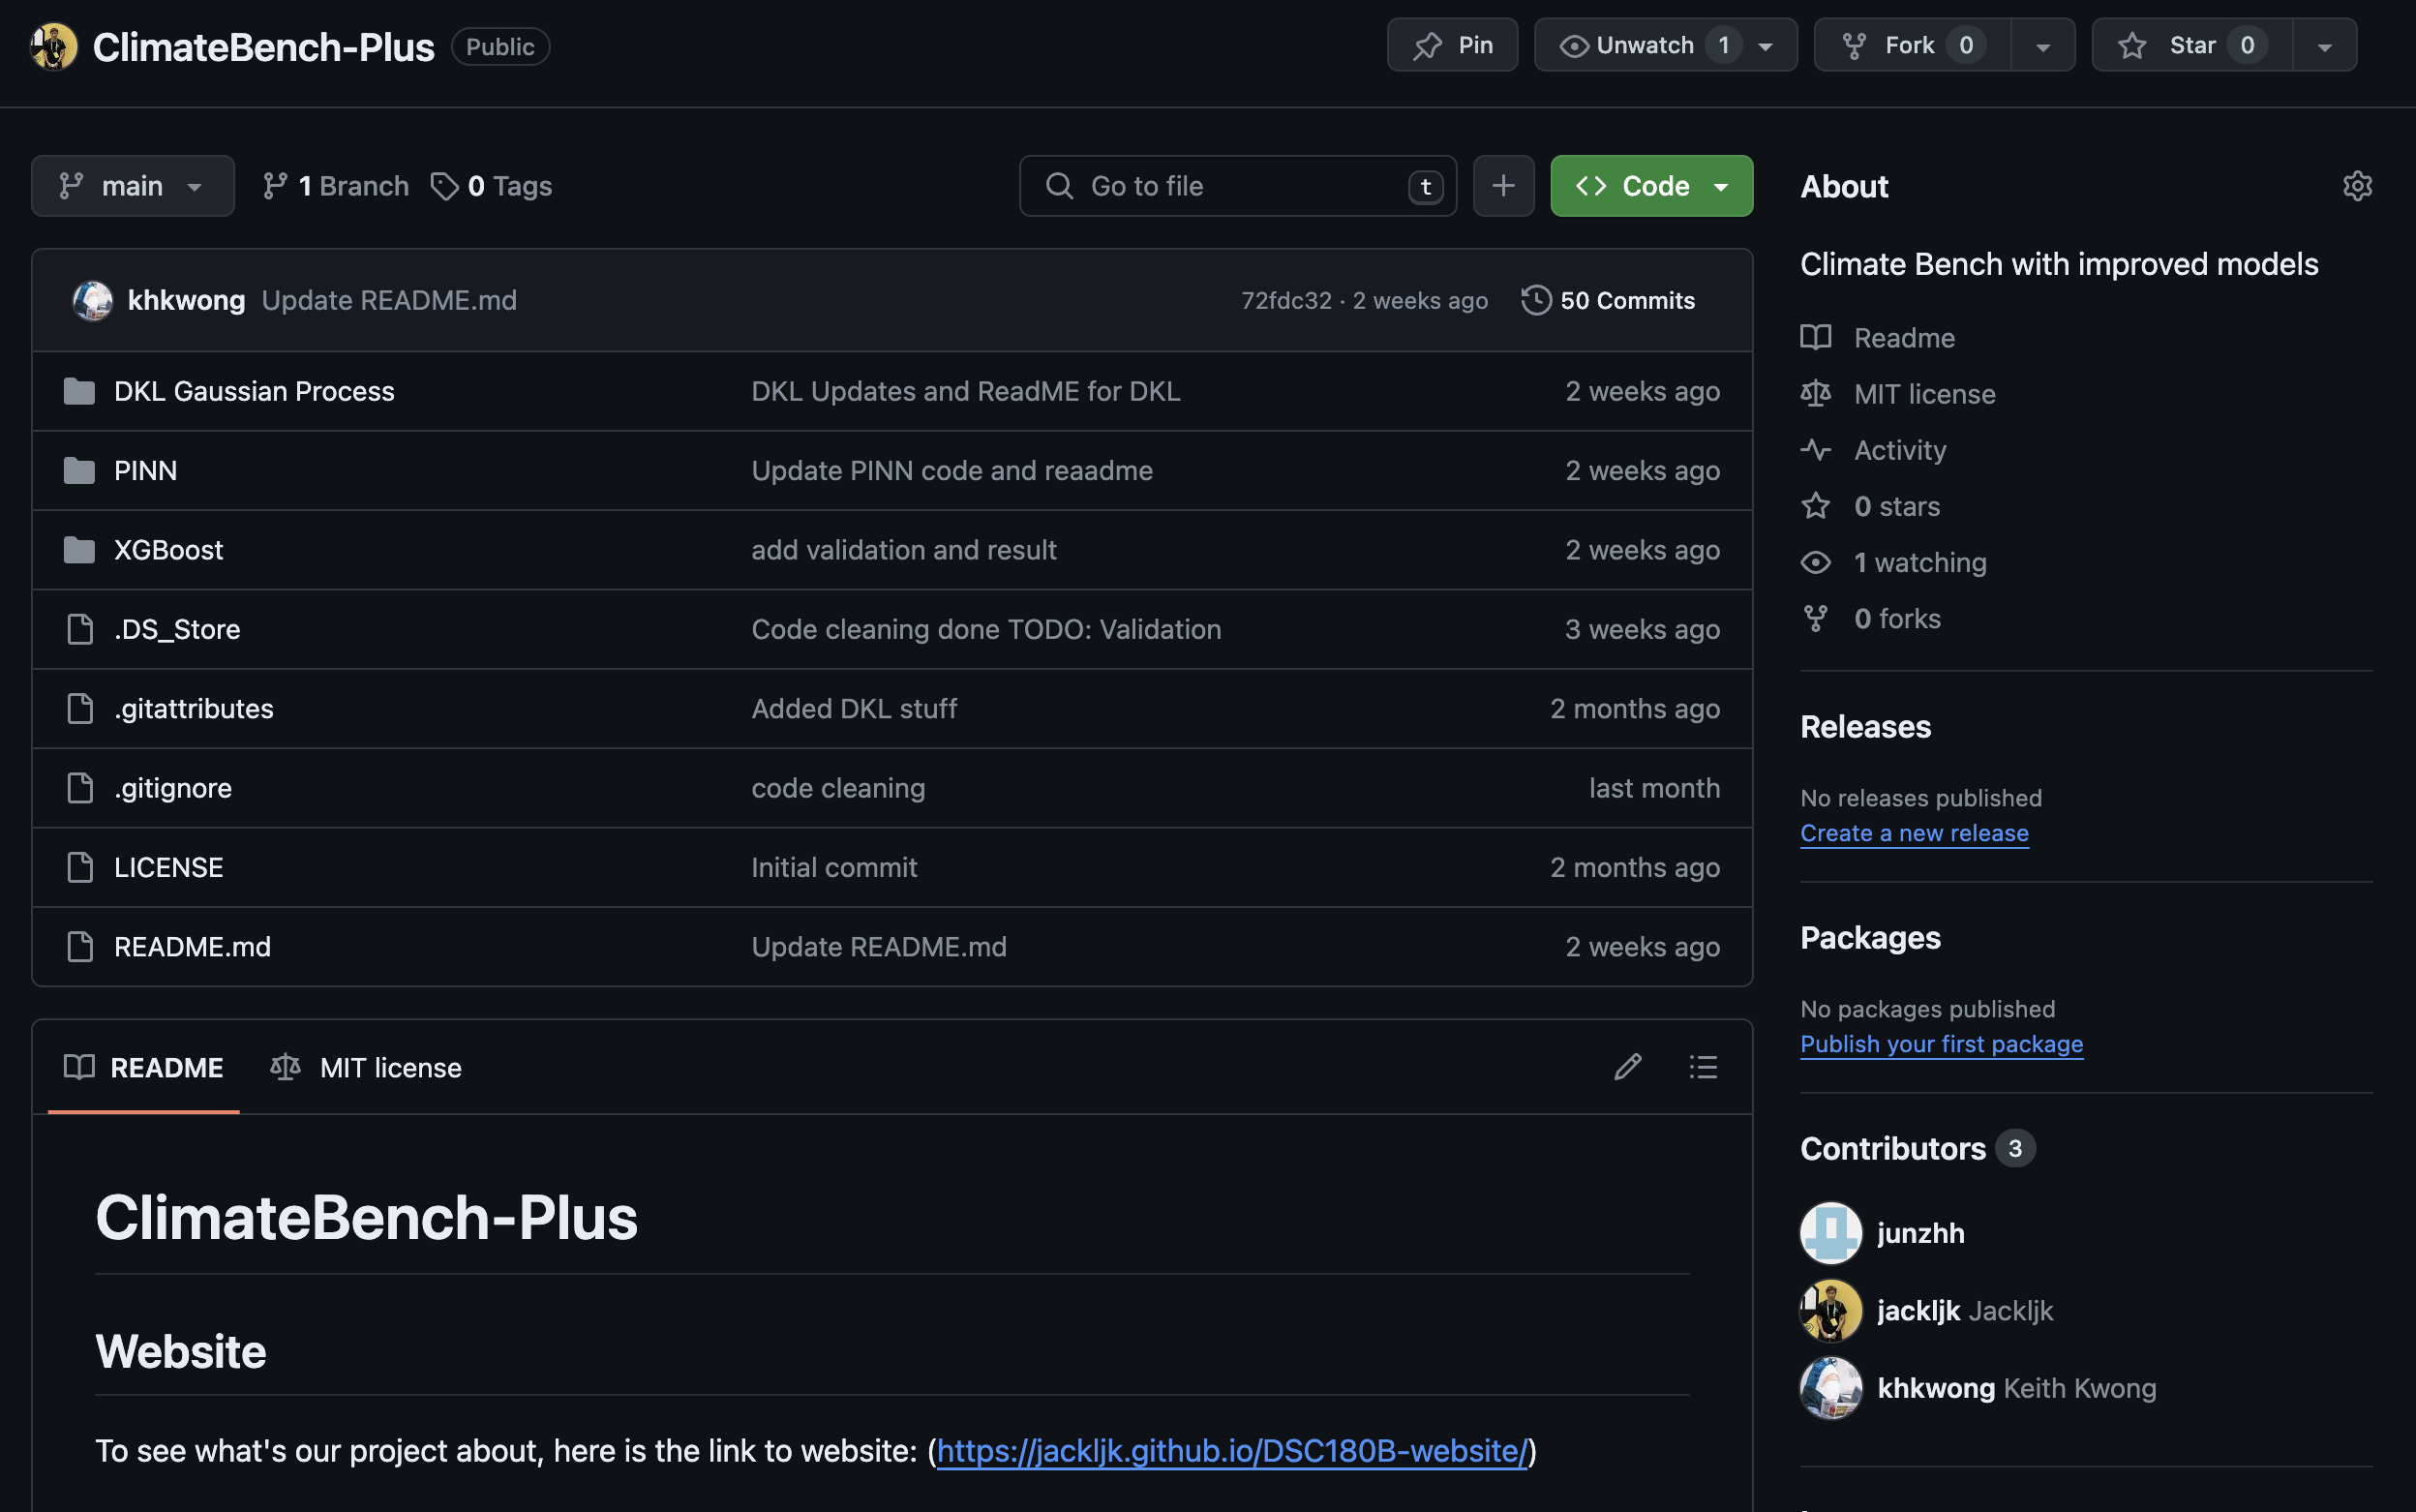 ClimateBench-Plus Public Pin Unwatch 1 Fork 0 Star 0
main 1 Branch 0 Tags Go to file t Code
khkwong Update README.md 72fdc32 · 2 weeks ago 50 Commits
DKL Gaussian Process DKL Updates and ReadME for DKL 2 weeks ago
PINN Update PINN code and reaadme 2 weeks ago
XGBoost add validation and result 2 weeks ago
.DS_Store Code cleaning done TODO: Validation 3 weeks ago
.gitattributes Added DKL stuff 2 months ago
.gitignore code cleaning last month
LICENSE Initial commit 2 months ago
README.md Update README.md 2 weeks ago
README MIT license
ClimateBench-Plus
Website
To see what's our project about, here is the link to website: (https://jackljk.github.io/DSC180B-website/)
About
Climate Bench with improved models
Readme
MIT license
Activity
0 stars
1 watching
0 forks
Releases
No releases published
Create a new release
Packages
No packages published
Publish your first package
Contributors 3
junzhh
jackljk Jackljk
khkwong Keith Kwong